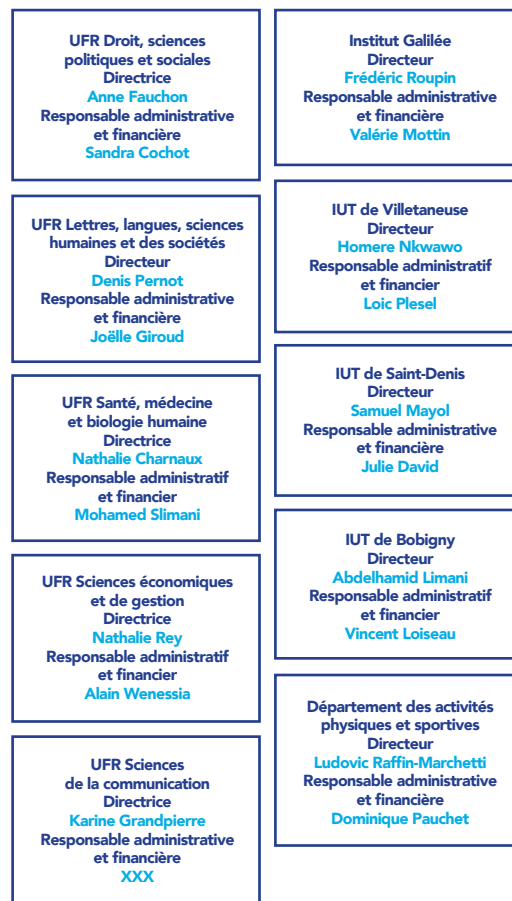 UFR Droit, sciences
politiques et sociales
Directrice
Anne Fauchon
Responsable administrative
et financière
Sandra Cochot
UFR Lettres, langues, sciences
humaines et des sociétés
Directeur
Denis Pernot
Responsable administrative
et financière
Joëlle Giroud
UFR Santé, médecine
et biologie humaine
Directrice
Nathalie Charnaux
Responsable administratif
et financier
Mohamed Slimani
UFR Sciences économiques
et de gestion
Directrice
Nathalie Rey
Responsable administratif
et financier
Alain Wenessia
UFR Sciences
de la communication
Directrice
Karine Grandpierre
Responsable administrative
et financière
XXX
Institut Galilée
Directeur
Frédéric Roupin
Responsable administrative
et financière
Valérie Mottin
IUT de Villetaneuse
Directeur
Homere Nkwawo
Responsable administratif
et financier
Loic Plesel
IUT de Saint-Denis
Directeur
Samuel Mayol
Responsable administrative
et financière
Julie David
IUT de Bobigny
Directeur
Abdelhamid Limani
Responsable administratif
et financier
Vincent Loiseau
Département des activités
physiques et sportives
Directeur
Ludovic Raffin-Marchetti
Responsable administrative
et financière
Dominique Pauchet